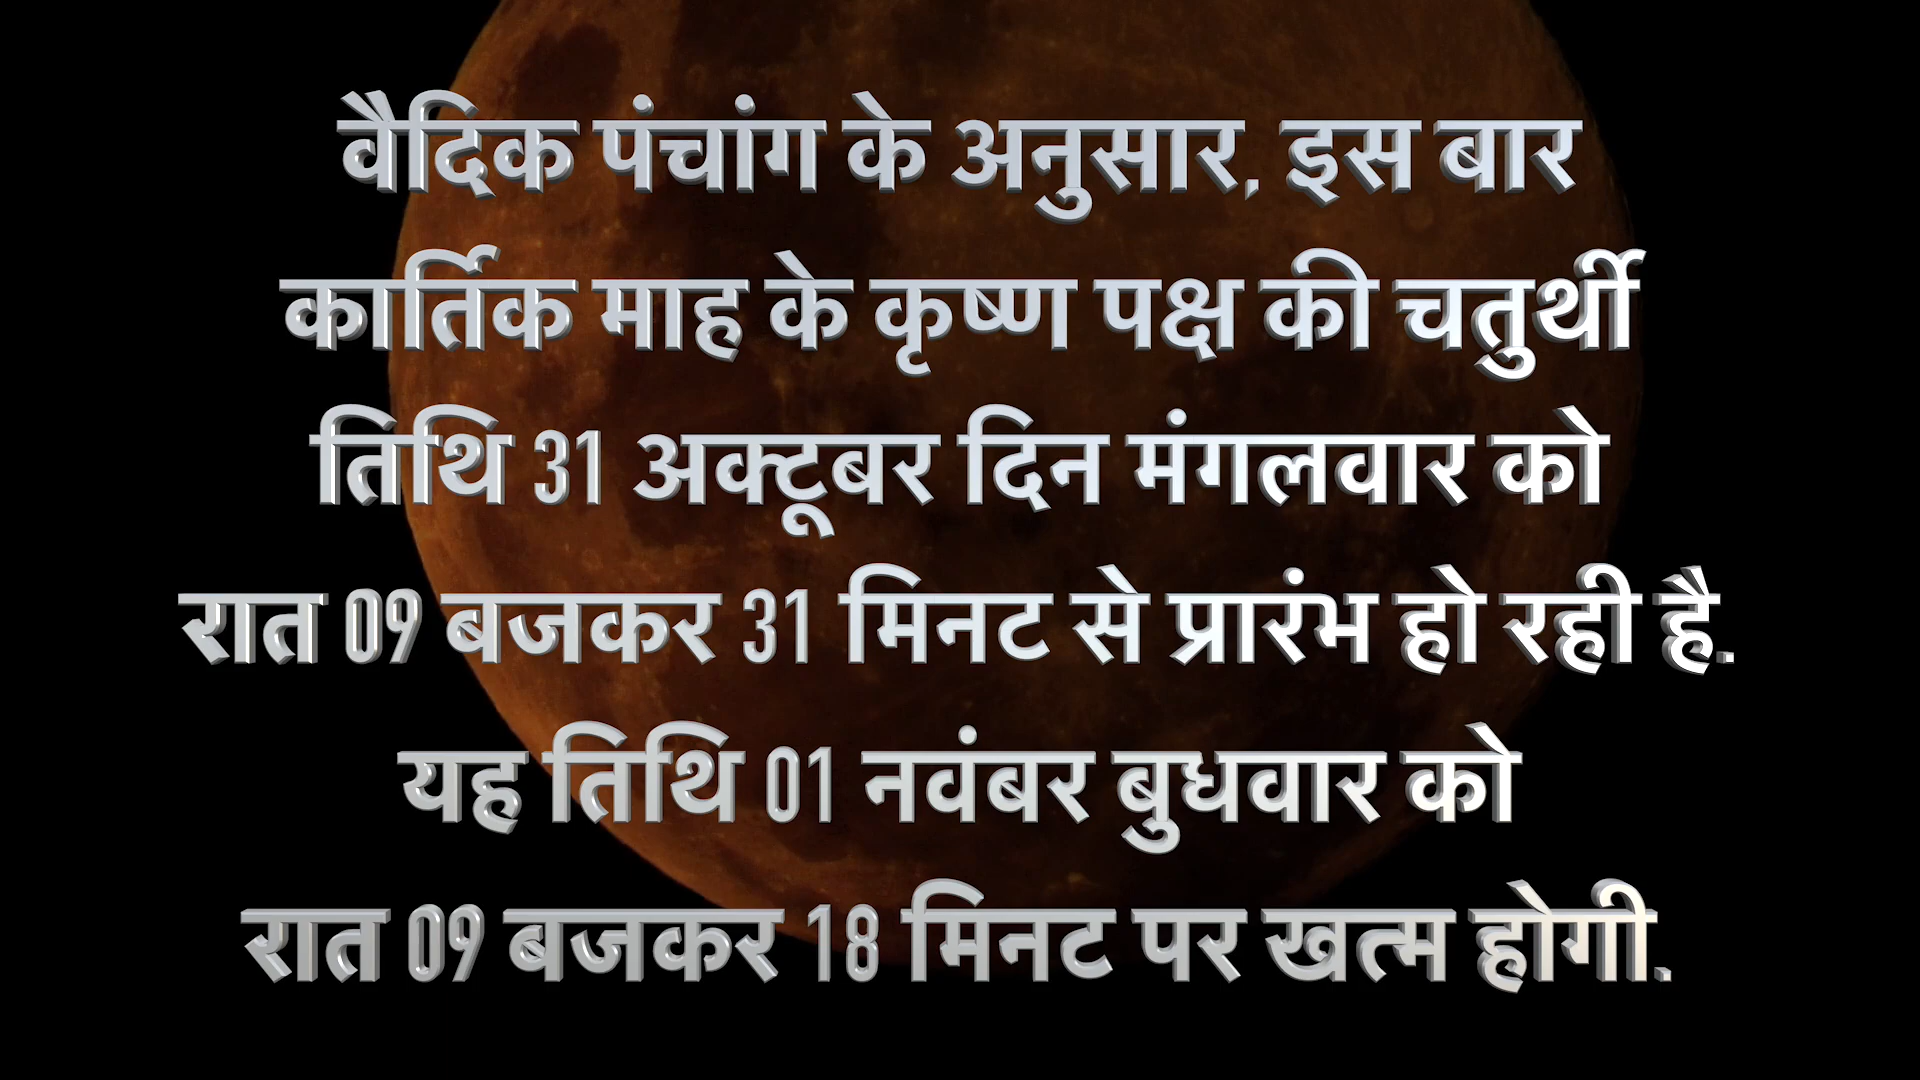 वैदिक पंचांग के अनुसार, इस बार
कार्तिक माह के कृष्ण पक्ष की चतुर्थी
तिथि 31 अक्टूबर दिन मंगलवार को
रात 09 बजकर 31 मिनट से प्रारंभ हो रही है.
यह तिथि 01 नवंबर बुधवार को
रात 09 बजकर 18 मिनट पर खत्म होगी.